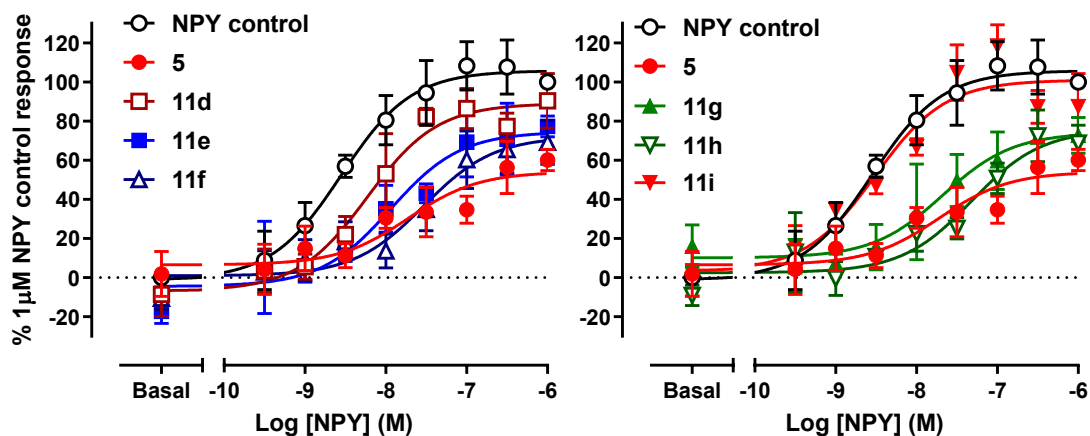 % 1μM NPY control response
120
100
80
60
40
20
0
-20
NPY control
5
11d
11e
11f
Basal
-10 -9 -8 -7 -6
Log [NPY] (M)
120
100
80
60
40
20
0
-20
NPY control
5
11g
11h
11i
Basal
-10 -9 -8 -7 -6
Log [NPY] (M)